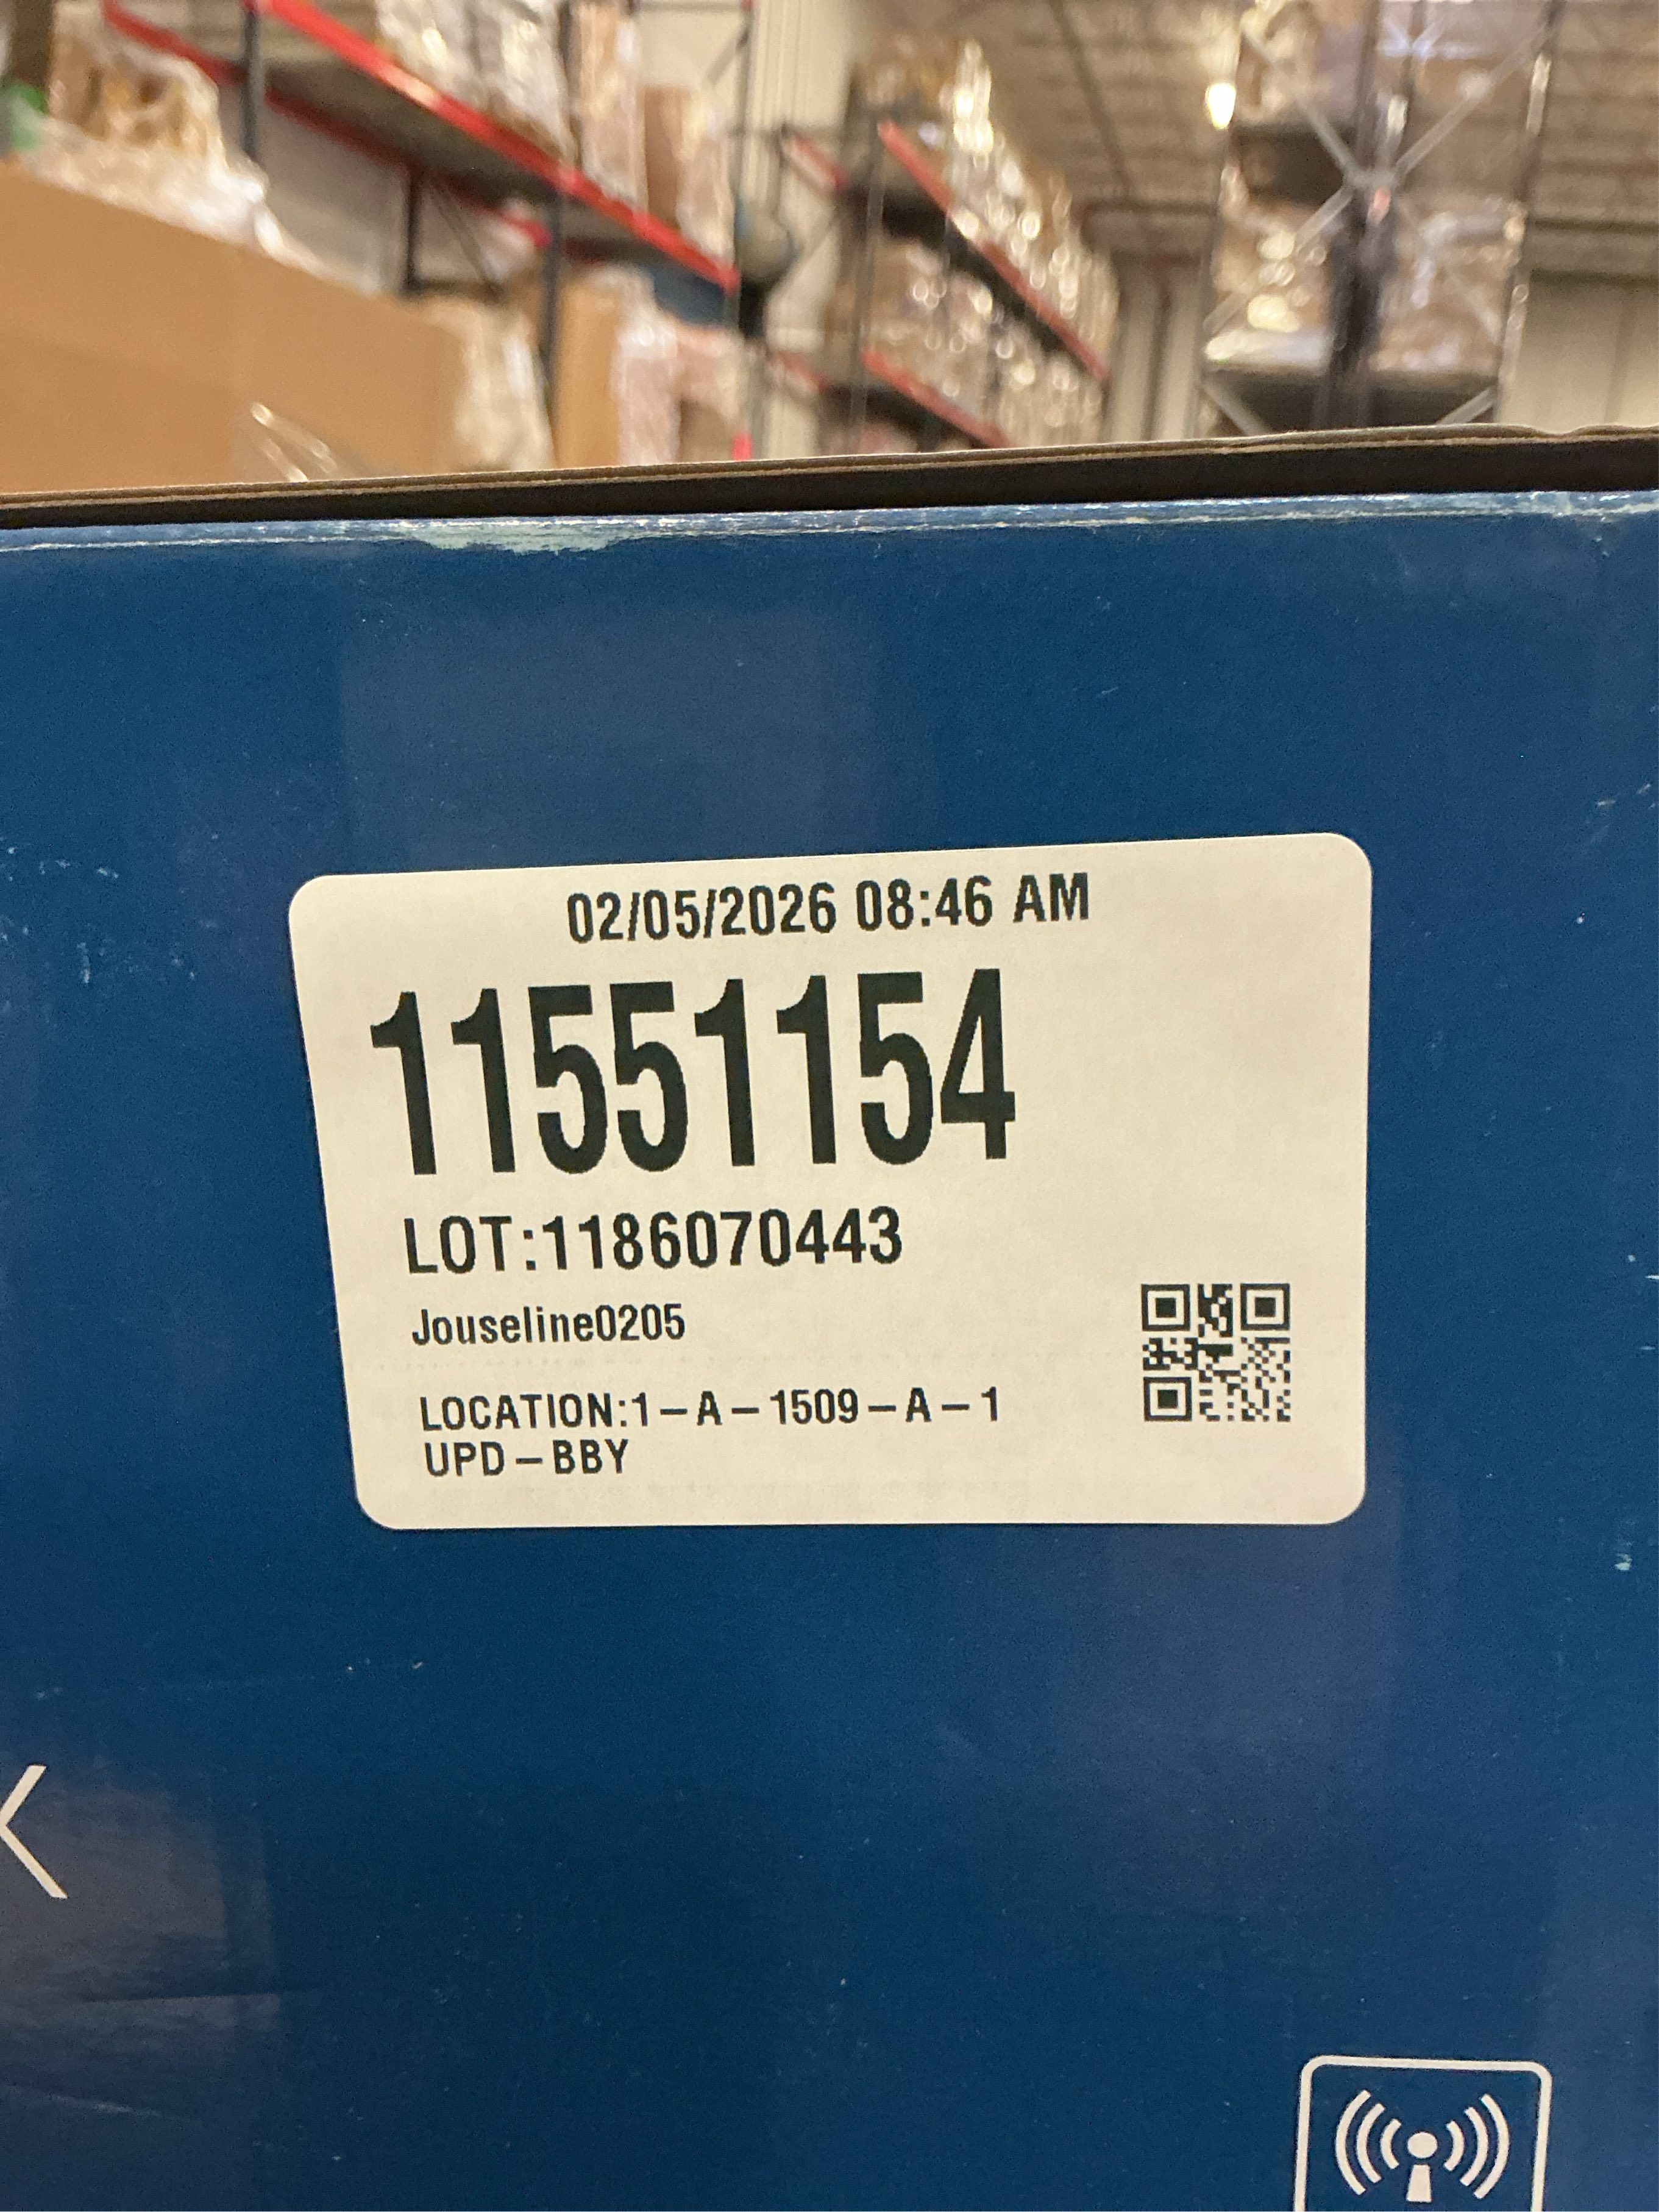 02/05/2026 08:46 AM
11551154
LOT:1186070443
Jouseline0205
LOCATION:1-A-1509-A-1
UPD-BBY
K